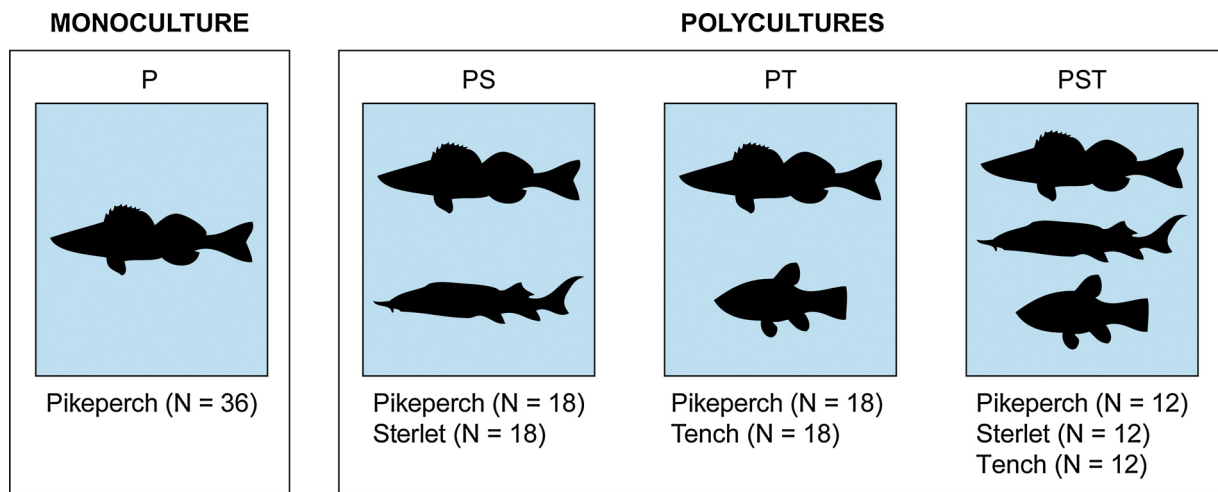 MONOCULTURE
P
Pikeperch (N = 36)
POLYCULTURES
PS
Pikeperch (N = 18)
Sterlet (N = 18)
PT
Pikeperch (N = 18)
Tench (N = 18)
PST
Pikeperch (N = 12)
Sterlet (N = 12)
Tench (N = 12)